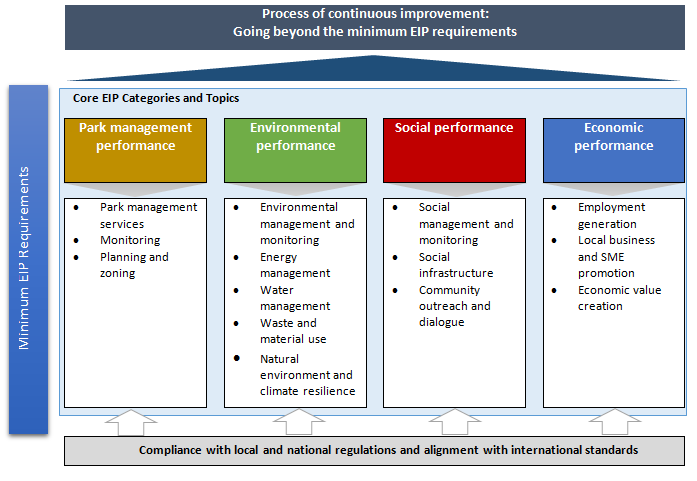 Process of continuous improvement:
Going beyond the minimum EIP requirements
Minimum EIP Requirements
Core EIP Categories and Topics
Park management
performance
• Park management
services
• Monitoring
• Planning and
zoning
Environmental
performance
• Environmental
management and
monitoring
• Energy
management
• Water
management
• Waste and
material use
• Natural
environment and
climate resilience
Social performance
• Social
management and
monitoring
• Social
infrastructure
• Community
outreach and
dialogue
Economic
performance
• Employment
generation
• Local business
and SME
promotion
• Economic value
creation
Compliance with local and national regulations and alignment with international standards